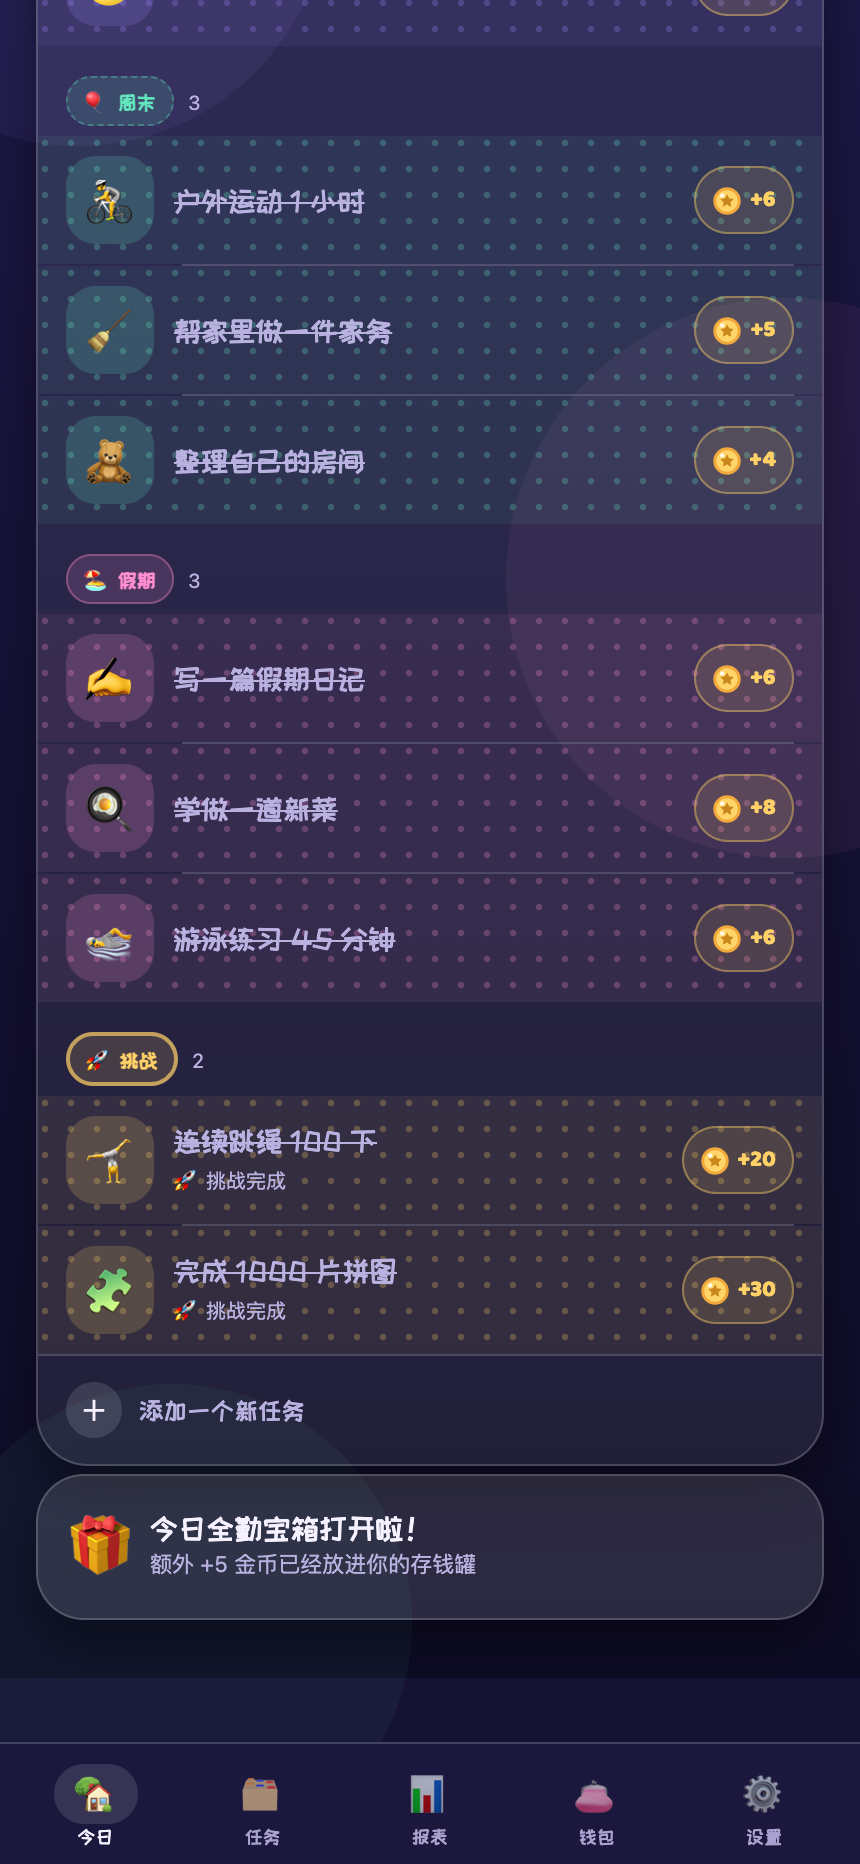 周末 3
户外运动 1 小时 +6
帮家里做一件家务 +5
整理自己的房间 +4
假期 3
写一篇假期日记 +6
学做一道新菜 +8
游泳练习 45 分钟 +6
挑战 2
连续跳绳 100 下
挑战完成
+20
完成 1000 片拼图
挑战完成
+30
添加一个新任务
今日全勤宝箱打开啦！
额外 +5 金币已经放进你的存钱罐
今日 任务 报表 钱包 设置